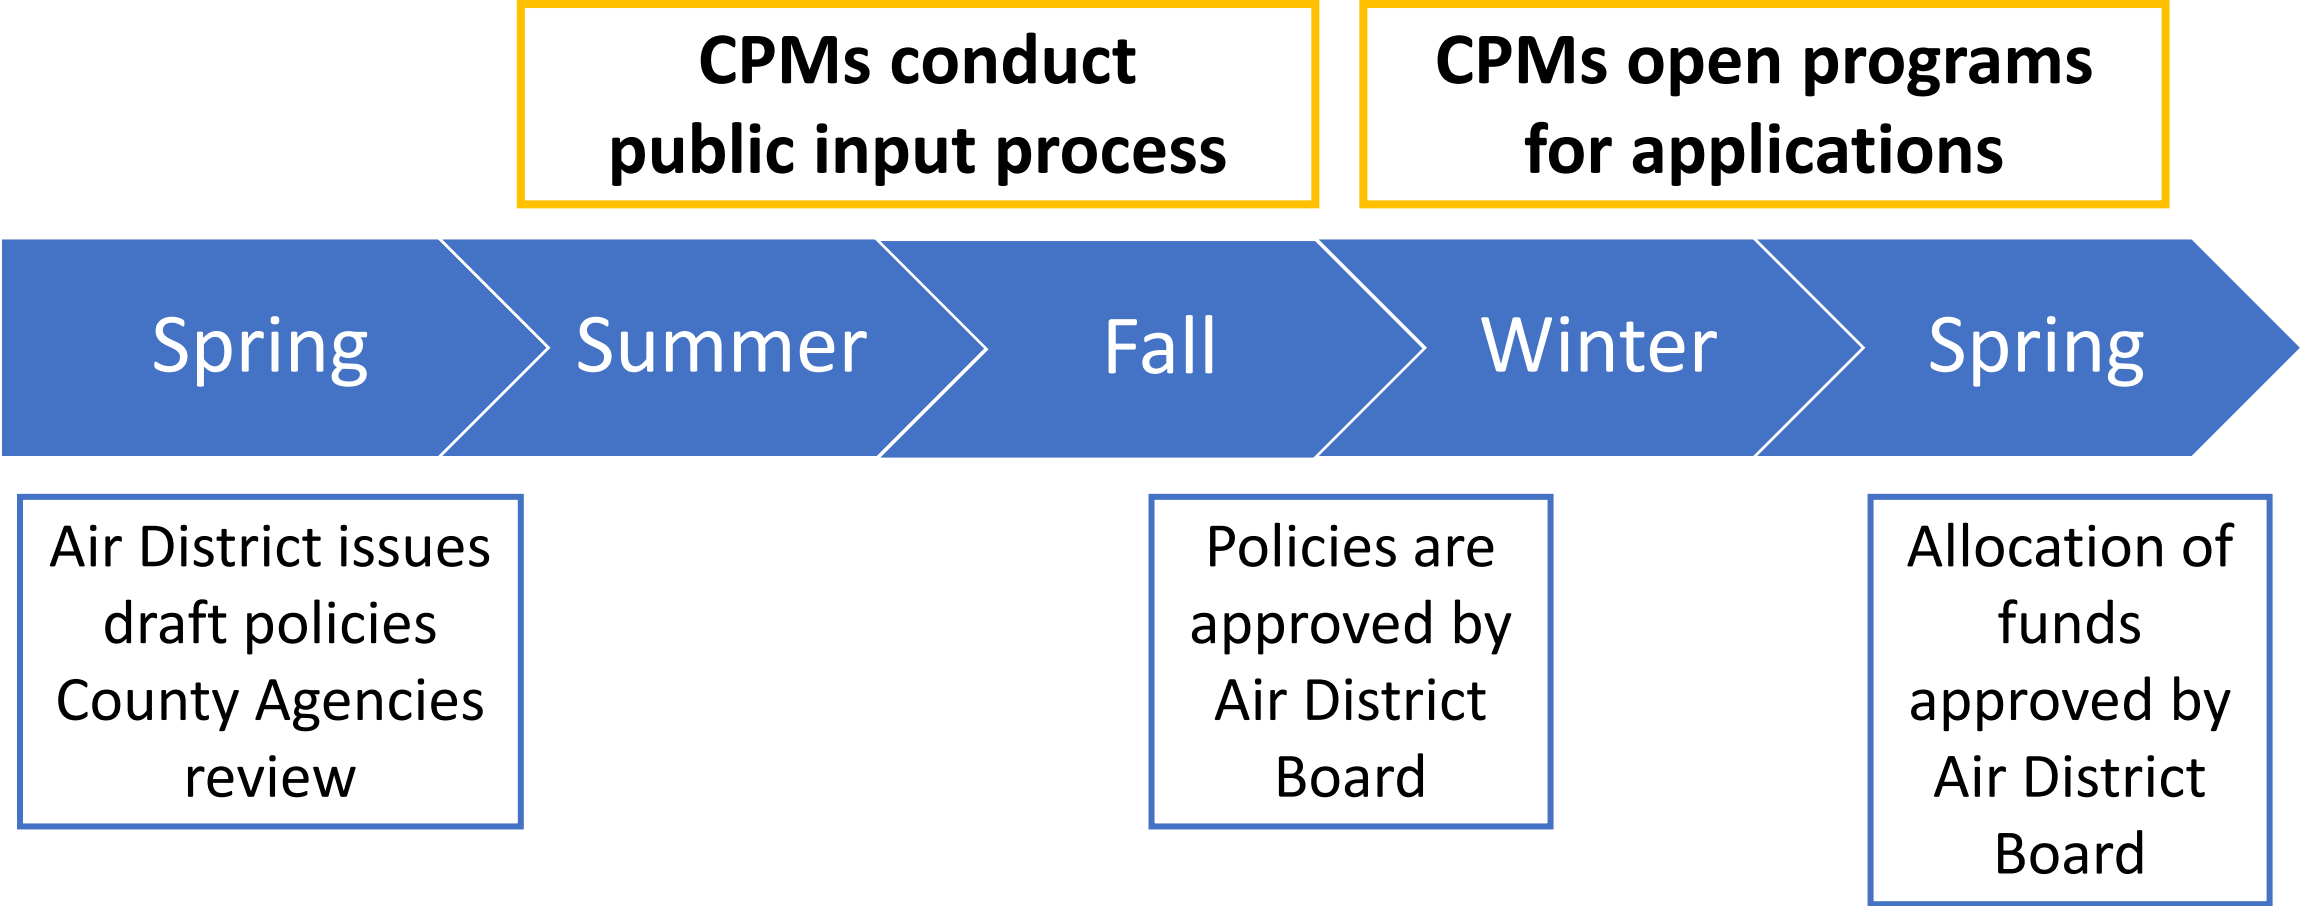 CPMs conduct
public input process
CPMs open programs
for applications
Spring
Summer
Fall
Winter
Spring
Air District issues
draft policies
County Agencies
review
Policies are
approved by
Air District
Board
Allocation of
funds
approved by
Air District
Board